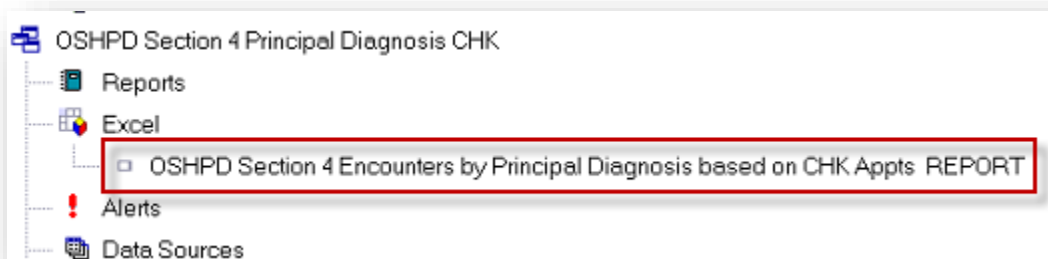 OSHPD Section 4 Principal Diagnosis CHK
Reports
Excel
OSHPD Section 4 Encounters by Principal Diagnosis based on CHK Appts REPORT
Alerts
Data Sources